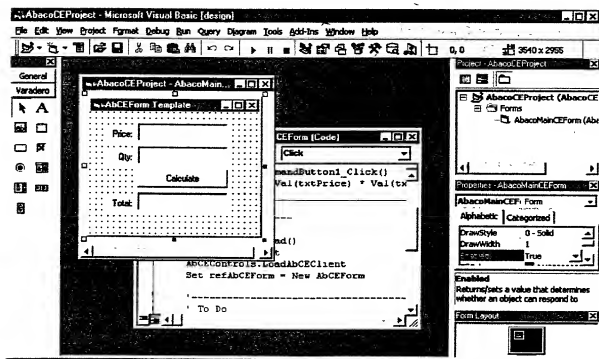 AbacoCEProject - Microsoft Visual Basic [design]
File Edit View Project Format Debug Run Query Diagram Tools Add-Ins Window Help
0, 0
3540 x 2955
General
Varadero
AbacoCEProject - AbacoMain...
AbCEForm Template
Price:
Qty:
Calculate
Total:
CEForm [Code]
Click
mandButton1_Click()
Val(txtPrice) * Val(tx
ad()
t
AbCEControls.LoadAbCEClient
Set refAbCEForm = New AbCEForm
'-----------------------------
' To Do
Project - AbacoCEProject
AbacoCEProject (AbacoCE
Forms
AbacoMainCEForm (Aba
Properties - AbacoMainCEForm
AbacoMainCEF Form
Alphabetic Categorized
DrawStyle 0 - Solid
DrawWidth 1
Enabled True
Enabled
Returns/sets a value that determines
whether an object can respond to
Form Layout